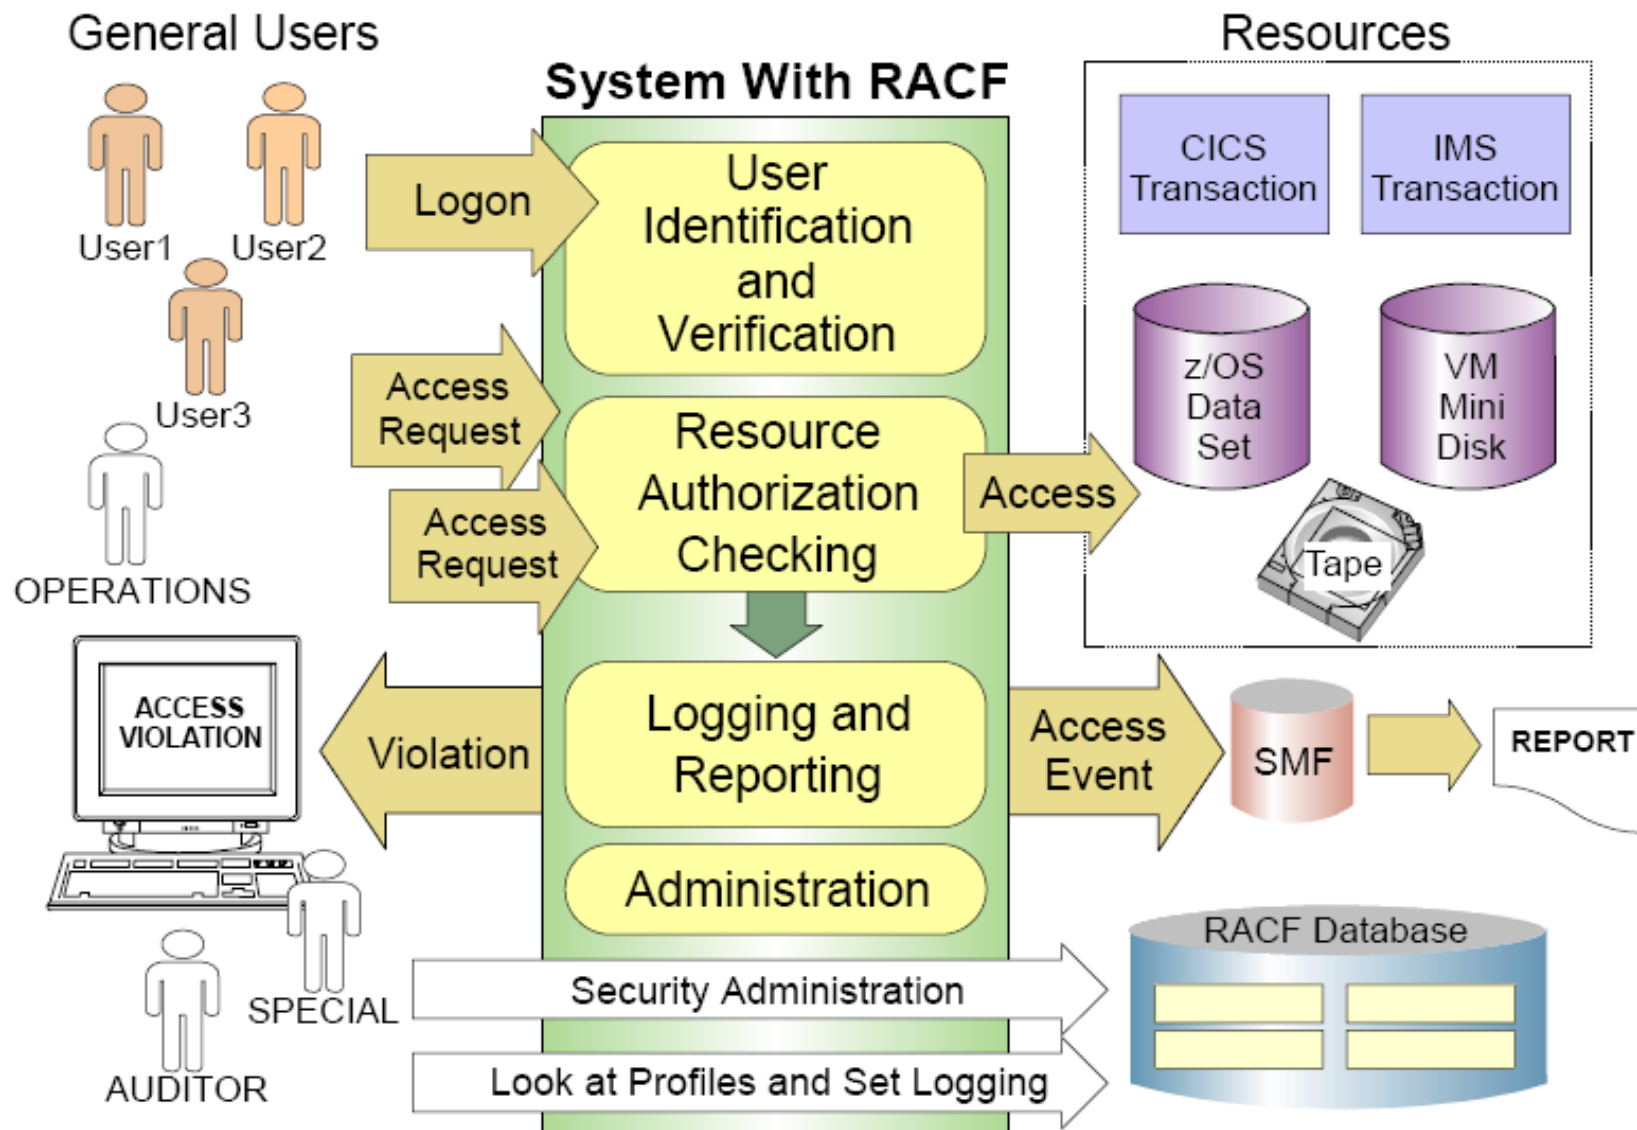 General Users
Resources
System With RACF
User1
User2
User3
OPERATIONS
Logon
User
Identification
and
Verification
Access
Request
Access
Request
Resource
Authorization
Checking
Access
CICS
Transaction
IMS
Transaction
z/OS
Data
Set
VM
Mini
Disk
Tape
ACCESS
VIOLATION
Violation
Logging and
Reporting
Access
Event
SMF
REPORT
Administration
SPECIAL
AUDITOR
Security Administration
Look at Profiles and Set Logging
RACF Database